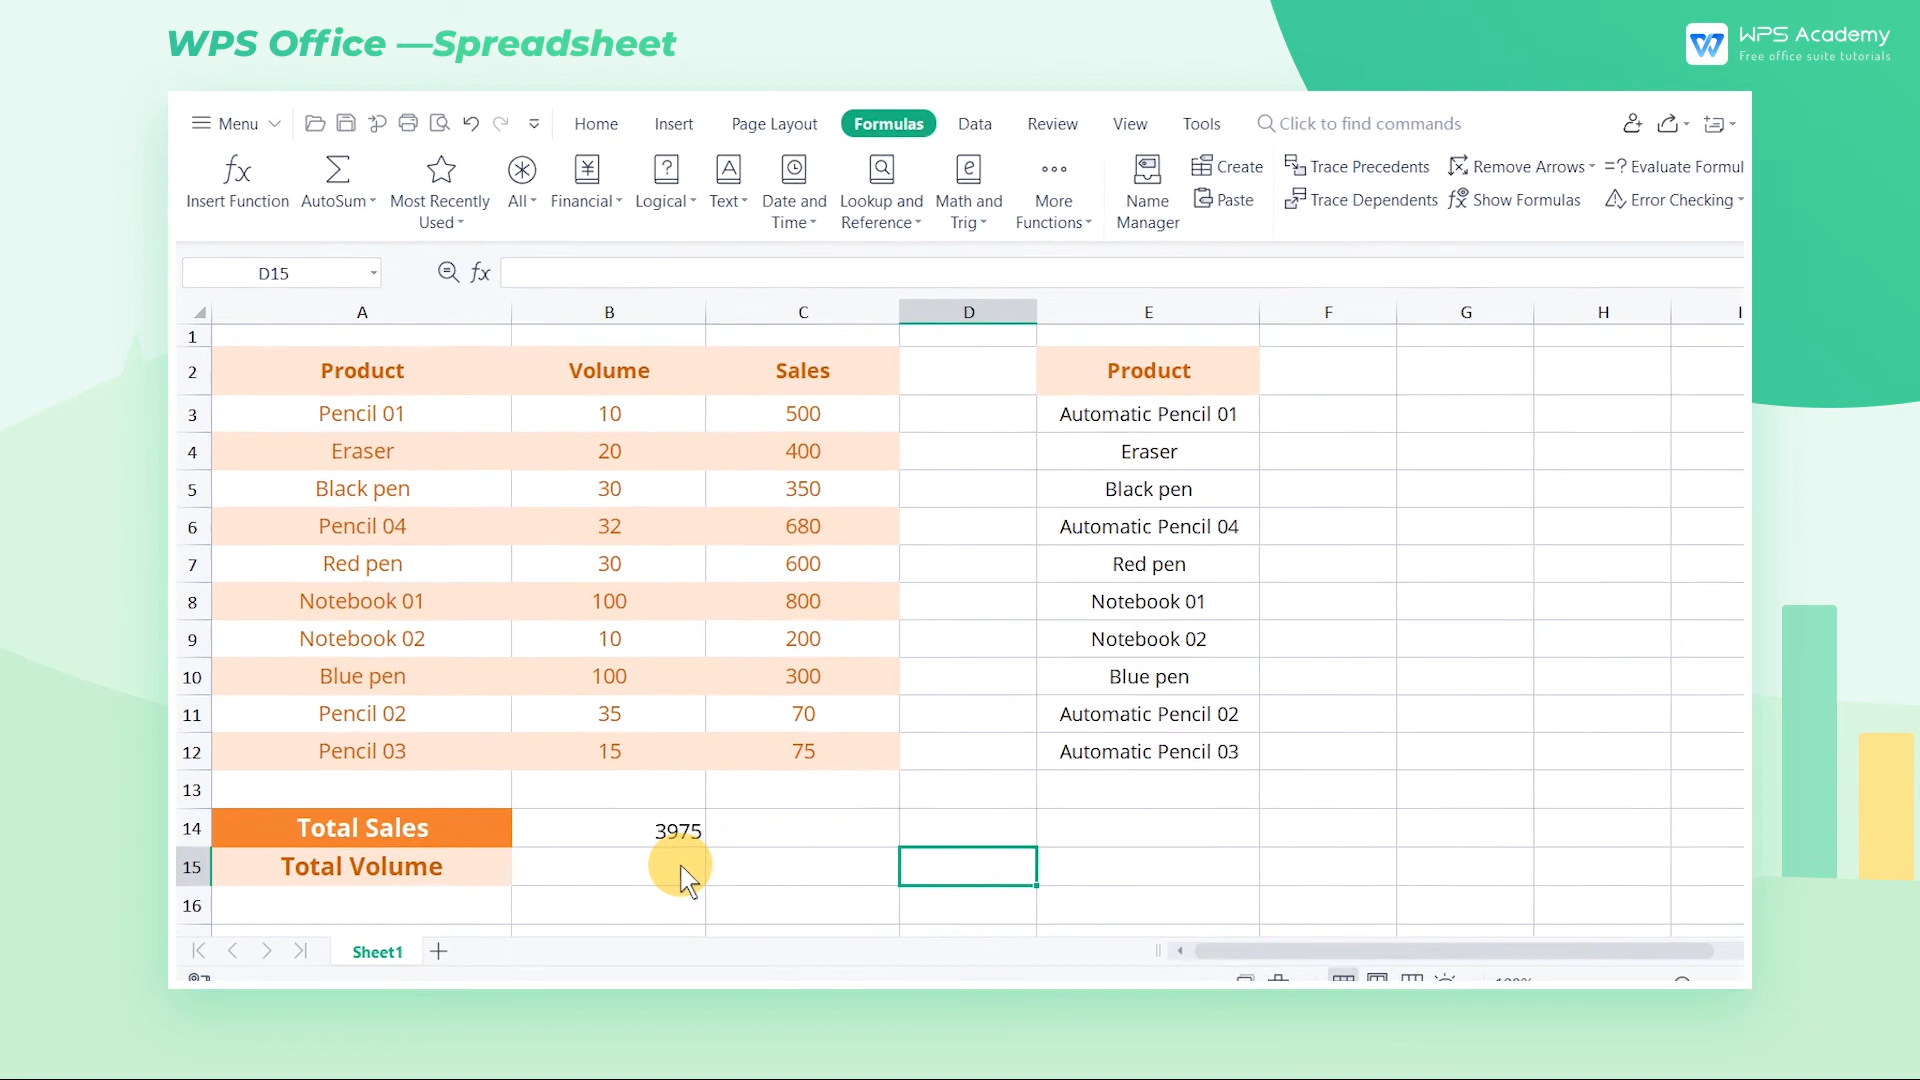 WPS Office —Spreadsheet
WPS Academy
Free office suite tutorials
Menu Home Insert Page Layout Formulas Data Review View Tools Click to find commands
Insert Function AutoSum Most Recently Used All Financial Logical Text Date and Time Lookup and Reference Math and Trig More Functions Name Manager Create Trace Precedents Remove Arrows =? Evaluate Formul
Paste Trace Dependents Show Formulas Error Checking
D15 fx
A B C D E F G H I
1
2 Product Volume Sales Product
3 Pencil 01 10 500 Automatic Pencil 01
4 Eraser 20 400 Eraser
5 Black pen 30 350 Black pen
6 Pencil 04 32 680 Automatic Pencil 04
7 Red pen 30 600 Red pen
8 Notebook 01 100 800 Notebook 01
9 Notebook 02 10 200 Notebook 02
10 Blue pen 100 300 Blue pen
11 Pencil 02 35 70 Automatic Pencil 02
12 Pencil 03 15 75 Automatic Pencil 03
13
14 Total Sales 3975
15 Total Volume
16
Sheet1